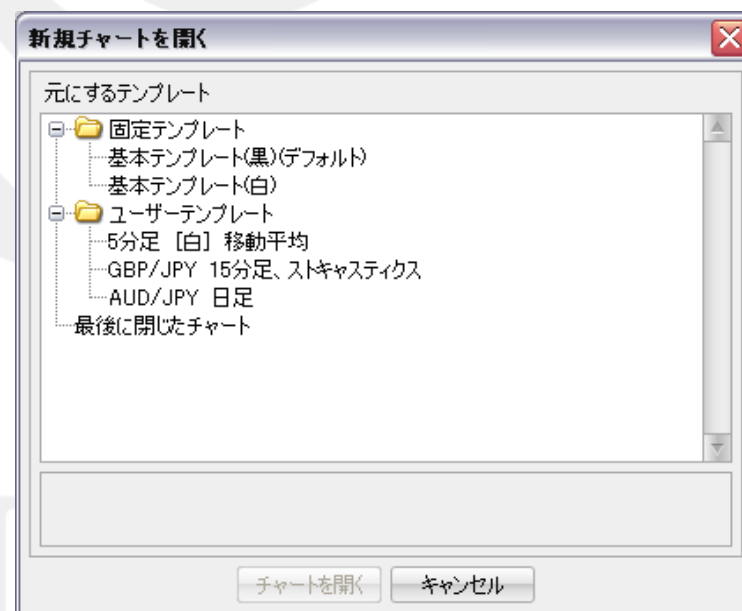 新規チャートを開く
元にするテンプレート
固定テンプレート
基本テンプレート(黒)(デフォルト)
基本テンプレート(白)
ユーザーテンプレート
5分足 [白] 移動平均
GBP/JPY 15分足、ストキャスティクス
AUD/JPY 日足
最後に閉じたチャート
チャートを開く キャンセル